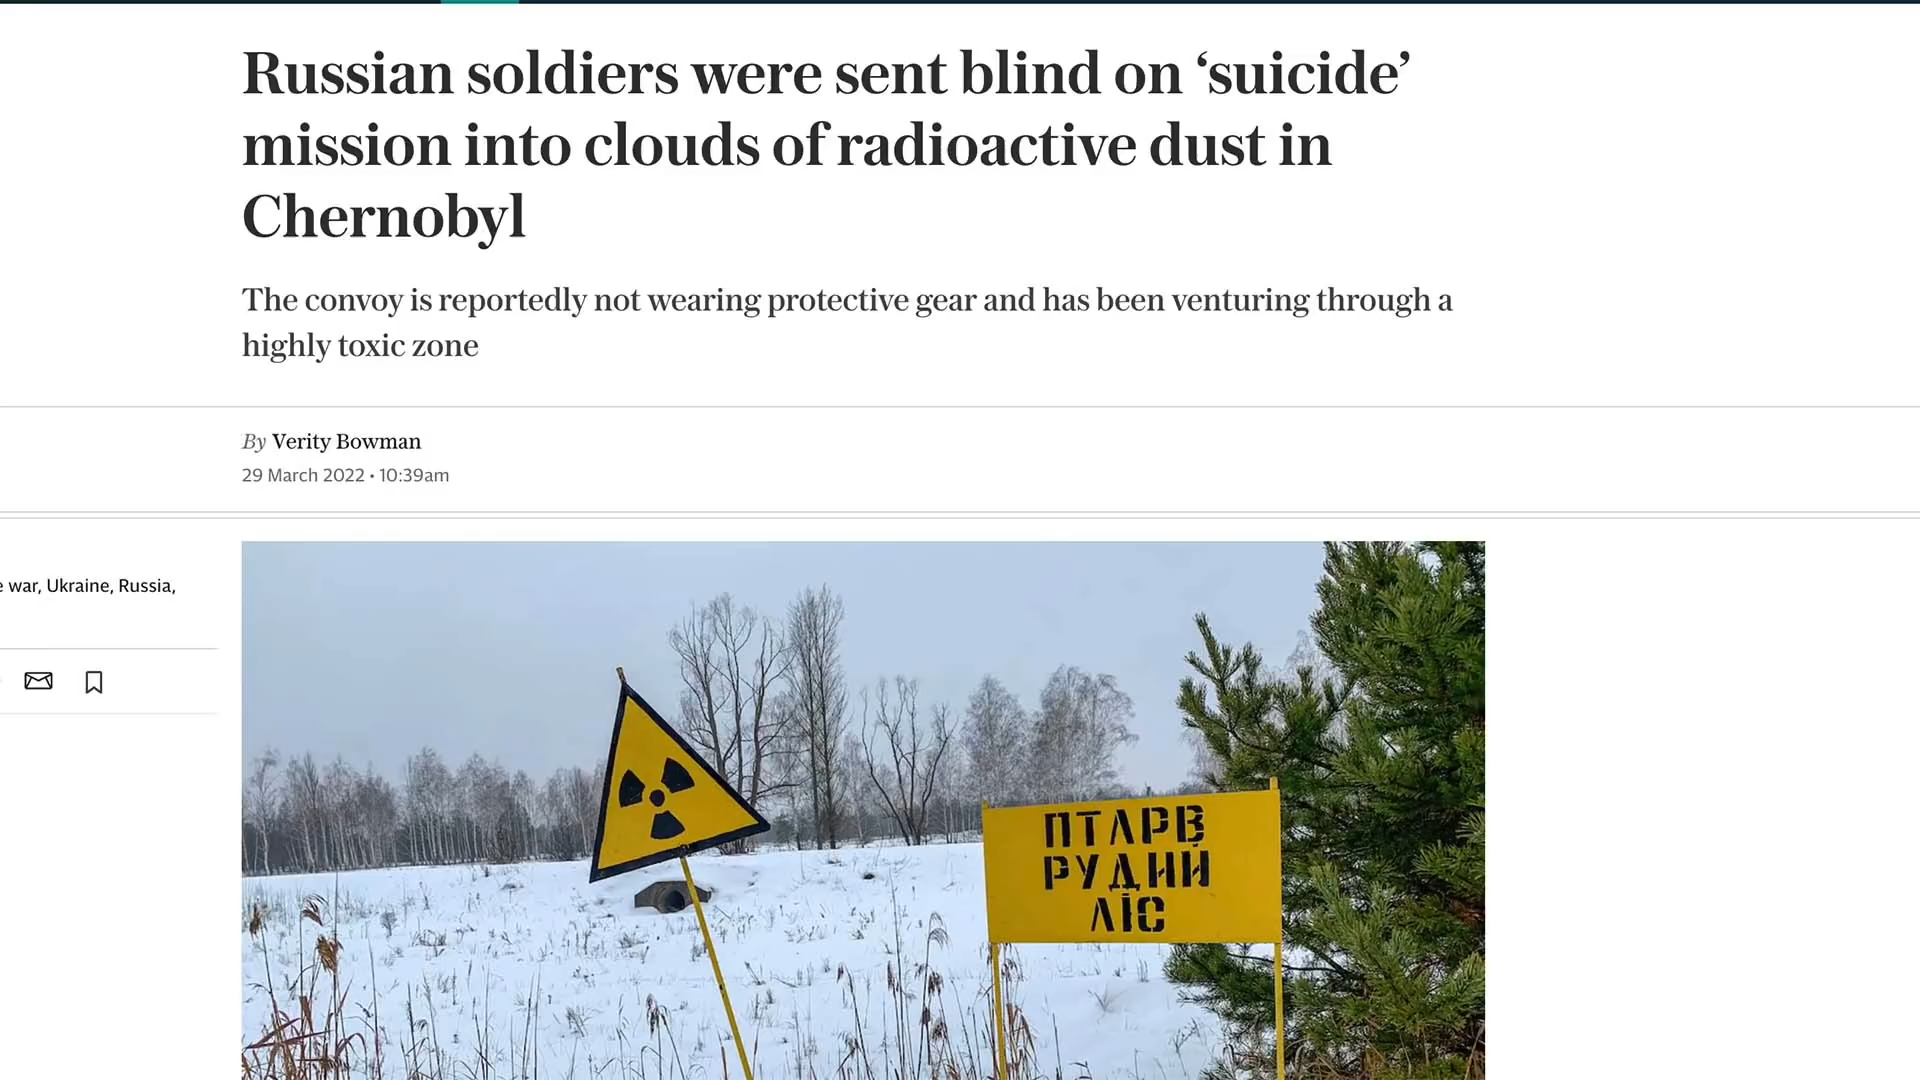 Russian soldiers were sent blind on ‘suicide’
mission into clouds of radioactive dust in
Chernobyl
The convoy is reportedly not wearing protective gear and has been venturing through a
highly toxic zone
By Verity Bowman
29 March 2022 • 10:39am
war, Ukraine, Russia,
ПТЛРВ
РУДИЙ
ЛІС